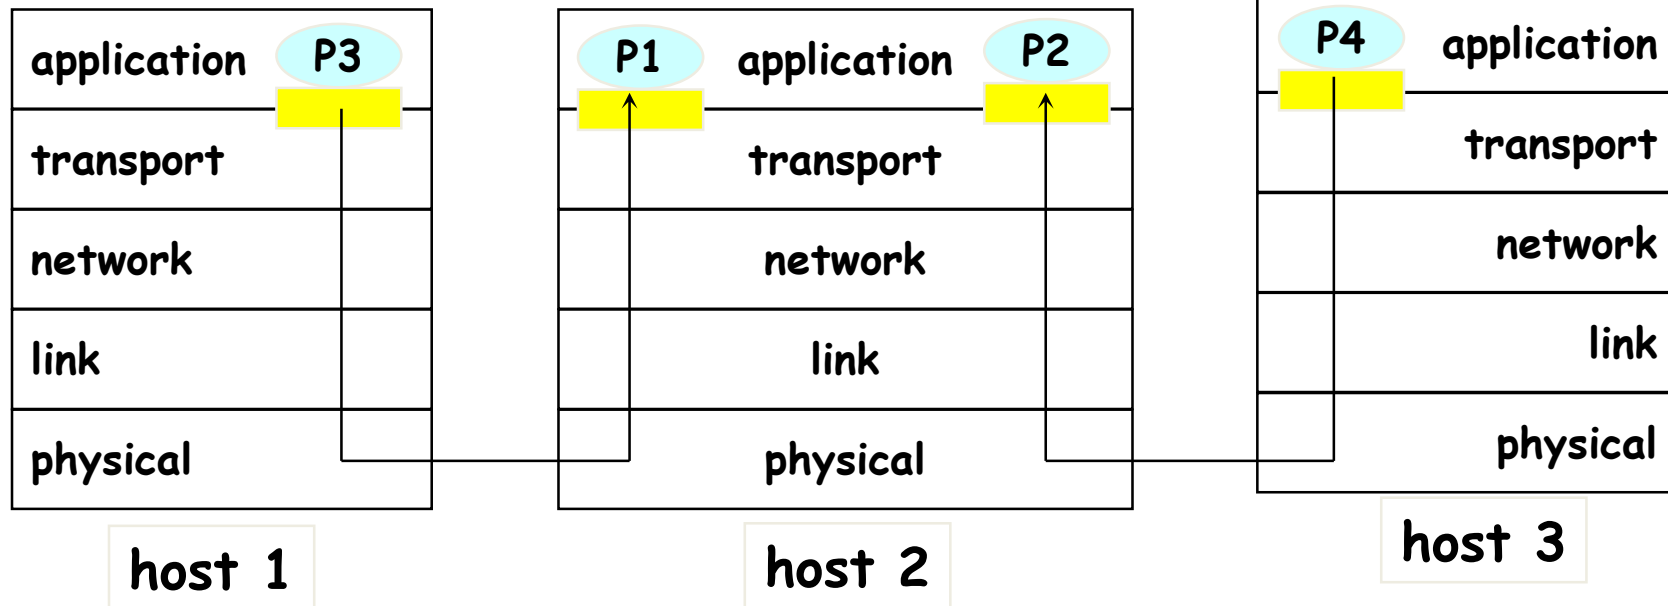 application P3
transport
network
link
physical
host 1
P1 application P2
transport
network
link
physical
host 2
P4 application
transport
network
link
physical
host 3